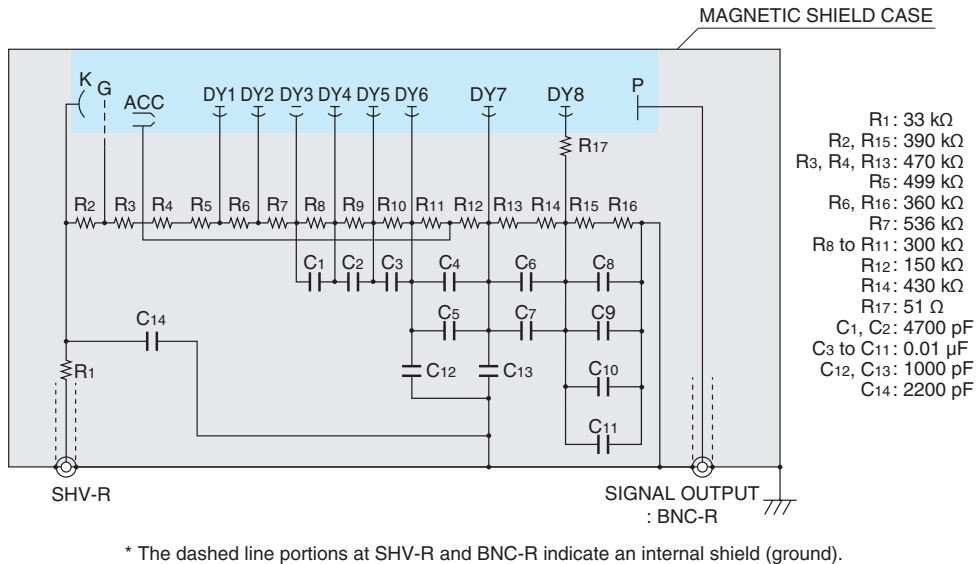 MAGNETIC SHIELD CASE
K
G
ACC
DY1 DY2 DY3 DY4 DY5 DY6 DY7 DY8 P
R17
R2 R3 R4 R5 R6 R7 R8 R9 R10 R11 R12 R13 R14 R15 R16
C1 C2 C3 C4 C6 C8
C14 C5 C7 C9
R1 C12 C13 C10
C11
SHV-R
SIGNAL OUTPUT
: BNC-R
R1: 33 kΩ
R2, R15: 390 kΩ
R3, R4, R13: 470 kΩ
R5: 499 kΩ
R6, R16: 360 kΩ
R7: 536 kΩ
R8 to R11: 300 kΩ
R12: 150 kΩ
R14: 430 kΩ
R17: 51 Ω
C1, C2: 4700 pF
C3 to C11: 0.01 µF
C12, C13: 1000 pF
C14: 2200 pF
* The dashed line portions at SHV-R and BNC-R indicate an internal shield (ground).